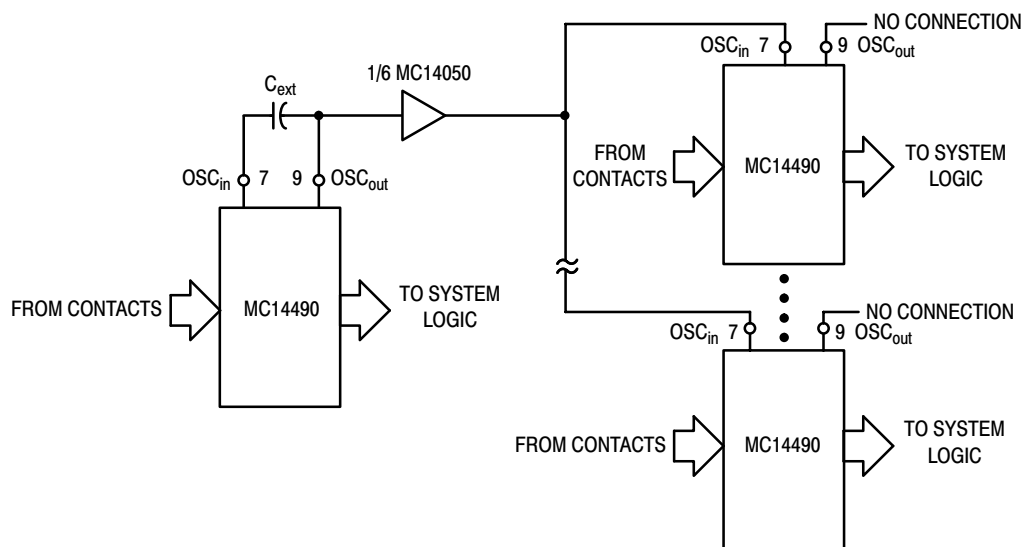 NO CONNECTION
OSCin 7
9 OSCout
1/6 MC14050
Cext
FROM
CONTACTS
MC14490
TO SYSTEM
LOGIC
OSCin 7
9 OSCout
FROM CONTACTS
MC14490
TO SYSTEM
LOGIC
NO CONNECTION
OSCin 7
9 OSCout
FROM CONTACTS
MC14490
TO SYSTEM
LOGIC